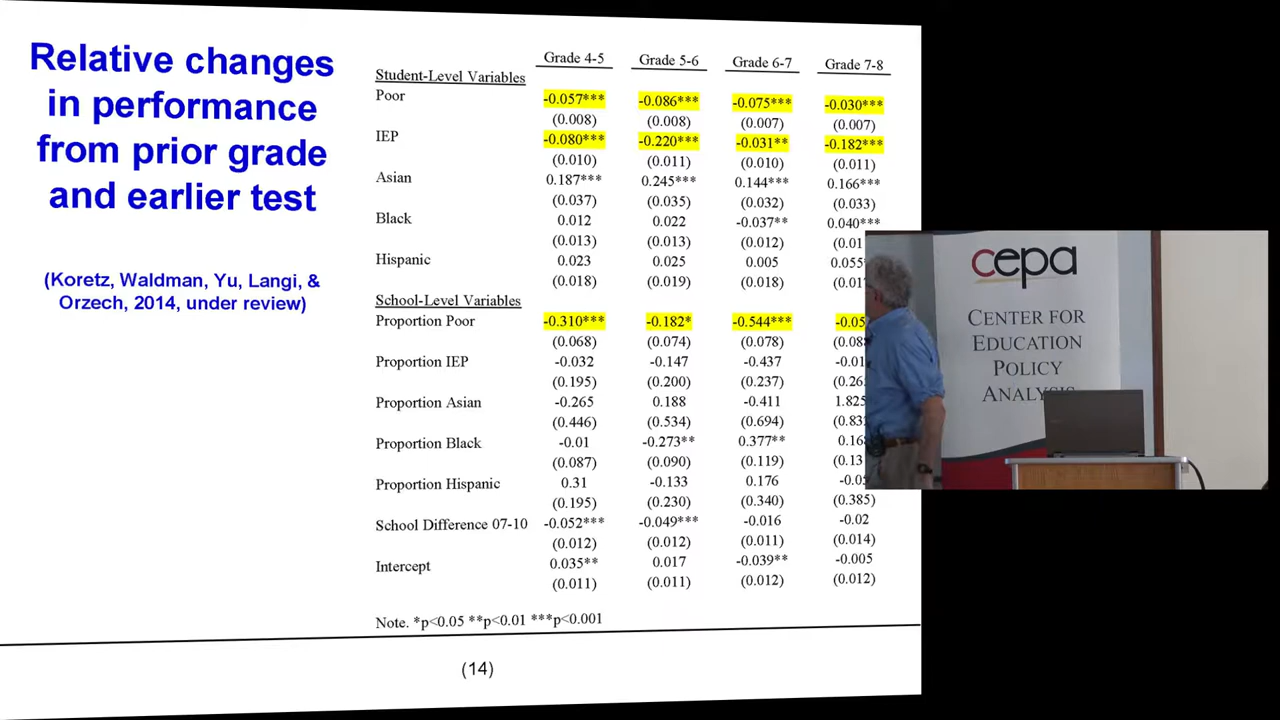 Relative changes
in performance
from prior grade
and earlier test
(Koretz, Waldman, Yu, Langi, &
Orzech, 2014, under review)
Grade 4-5 Grade 5-6 Grade 6-7 Grade 7-8
Student-Level Variables
Poor -0.057*** -0.086*** -0.075*** -0.030***
(0.008) (0.008) (0.007) (0.007)
IEP -0.080*** -0.220*** -0.031** -0.182***
(0.010) (0.011) (0.010) (0.011)
Asian 0.187*** 0.245*** 0.144*** 0.166***
(0.037) (0.035) (0.032) (0.033)
Black 0.012 0.022 -0.037** 0.040***
(0.013) (0.013) (0.012) (0.01
Hispanic 0.023 0.025 0.005 0.055
(0.018) (0.019) (0.018) (0.01
School-Level Variables
Proportion Poor -0.310*** -0.182* -0.544*** -0.05
(0.068) (0.074) (0.078) (0.08
Proportion IEP -0.032 -0.147 -0.437 -0.01
(0.195) (0.200) (0.237) (0.26
Proportion Asian -0.265 0.188 -0.411 1.825
(0.446) (0.534) (0.694) (0.83
Proportion Black -0.01 -0.273** 0.377** 0.16
(0.087) (0.090) (0.119) (0.13
Proportion Hispanic 0.31 -0.133 0.176 -0.0
(0.195) (0.230) (0.340) (0.385)
School Difference 07-10 -0.052*** -0.049*** -0.016 -0.02
(0.012) (0.012) (0.011) (0.014)
Intercept 0.035** 0.017 -0.039** -0.005
(0.011) (0.011) (0.012) (0.012)
Note. *p<0.05 **p<0.01 ***p<0.001
(14)
cepa
CENTER FOR
EDUCATION
POLICY
ANALYSIS